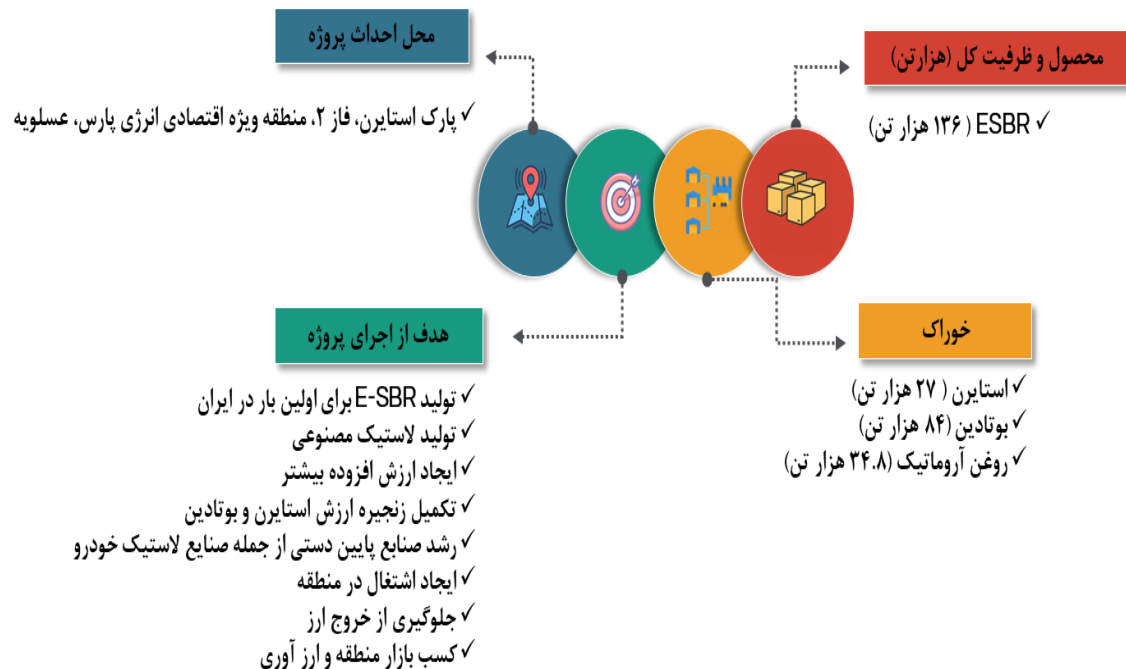 محصول و ظرفیت کل (هزارتن)
✓ ESBR ( ۱۳۶ هزار تن)
خوراک
✓ استایرن ( ۲۷ هزار تن)
✓ بوتادین (۸۴ هزار تن)
✓ روغن آروماتیک (۳۴.۸ هزار تن)
محل احداث پروژه
✓ پارک استایرن، فاز ۲، منطقه ویژه اقتصادی انرژی پارس، عسلویه
هدف از اجرای پروژه
✓ تولید E-SBR برای اولین بار در ایران
✓ تولید لاستیک مصنوعی
✓ ایجاد ارزش افزوده بیشتر
✓ تکمیل زنجیره ارزش استایرن و بوتادین
✓ رشد صنایع پایین دستی از جمله صنایع لاستیک خودرو
✓ ایجاد اشتغال در منطقه
✓ جلوگیری از خروج ارز
✓ کسب بازار منطقه و ارز آوری